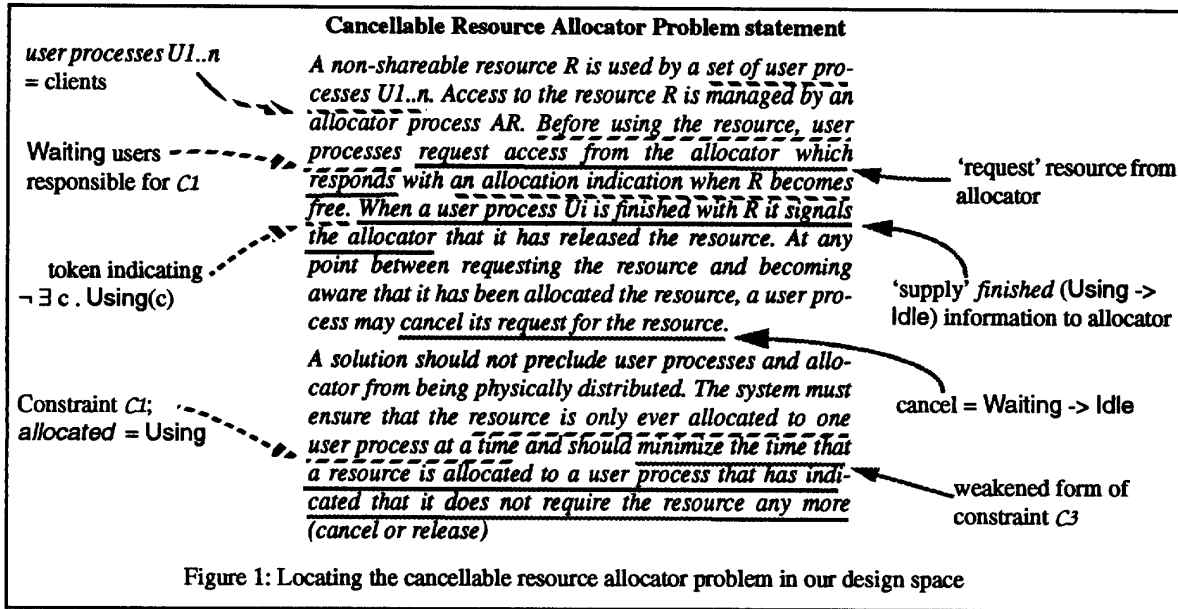 Cancellable Resource Allocator Problem statement
user processes U1..n
= clients
Waiting users
responsible for C1
token indicating
¬ ∃ c . Using(c)
Constraint C1;
allocated = Using
A non-shareable resource R is used by a set of user pro-
cesses U1..n. Access to the resource R is managed by an
allocator process AR. Before using the resource, user
processes request access from the allocator which
responds with an allocation indication when R becomes
free. When a user process Ui is finished with R it signals
the allocator that it has released the resource. At any
point between requesting the resource and becoming
aware that it has been allocated the resource, a user pro-
cess may cancel its request for the resource.
A solution should not preclude user processes and allo-
cator from being physically distributed. The system must
ensure that the resource is only ever allocated to one
user process at a time and should minimize the time that
a resource is allocated to a user process that has indi-
cated that it does not require the resource any more
(cancel or release)
'request' resource from
allocator
'supply' finished (Using ->
Idle) information to allocator
cancel = Waiting -> Idle
weakened form of
constraint C3
Figure 1: Locating the cancellable resource allocator problem in our design space